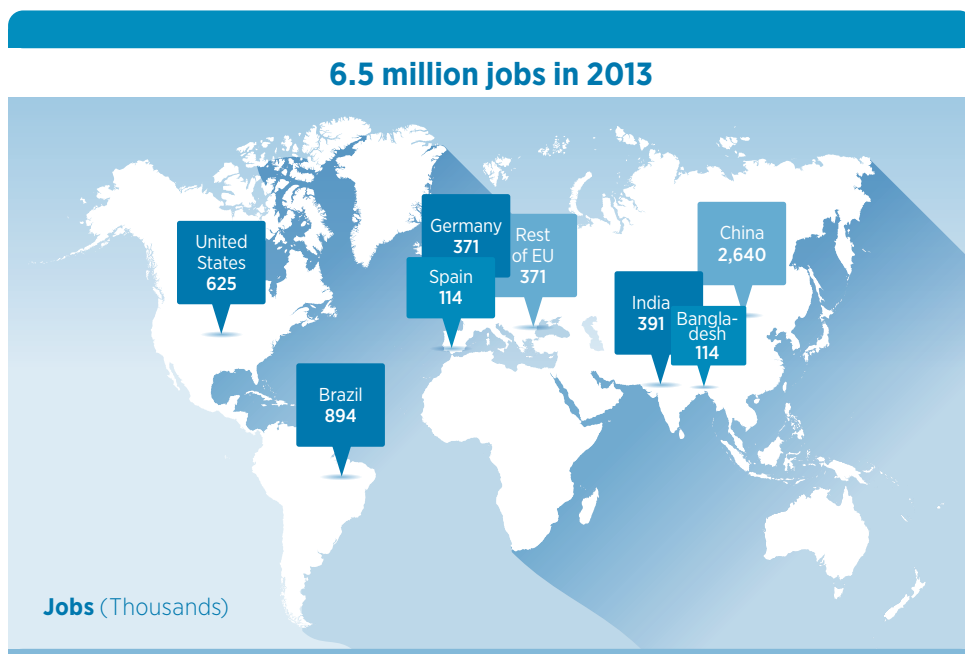 6.5 million jobs in 2013
United
States
625
Germany
371
Rest
of EU
371
Spain
114
China
2,640
India
391
Bangla-
desh
114
Brazil
894
Jobs (Thousands)